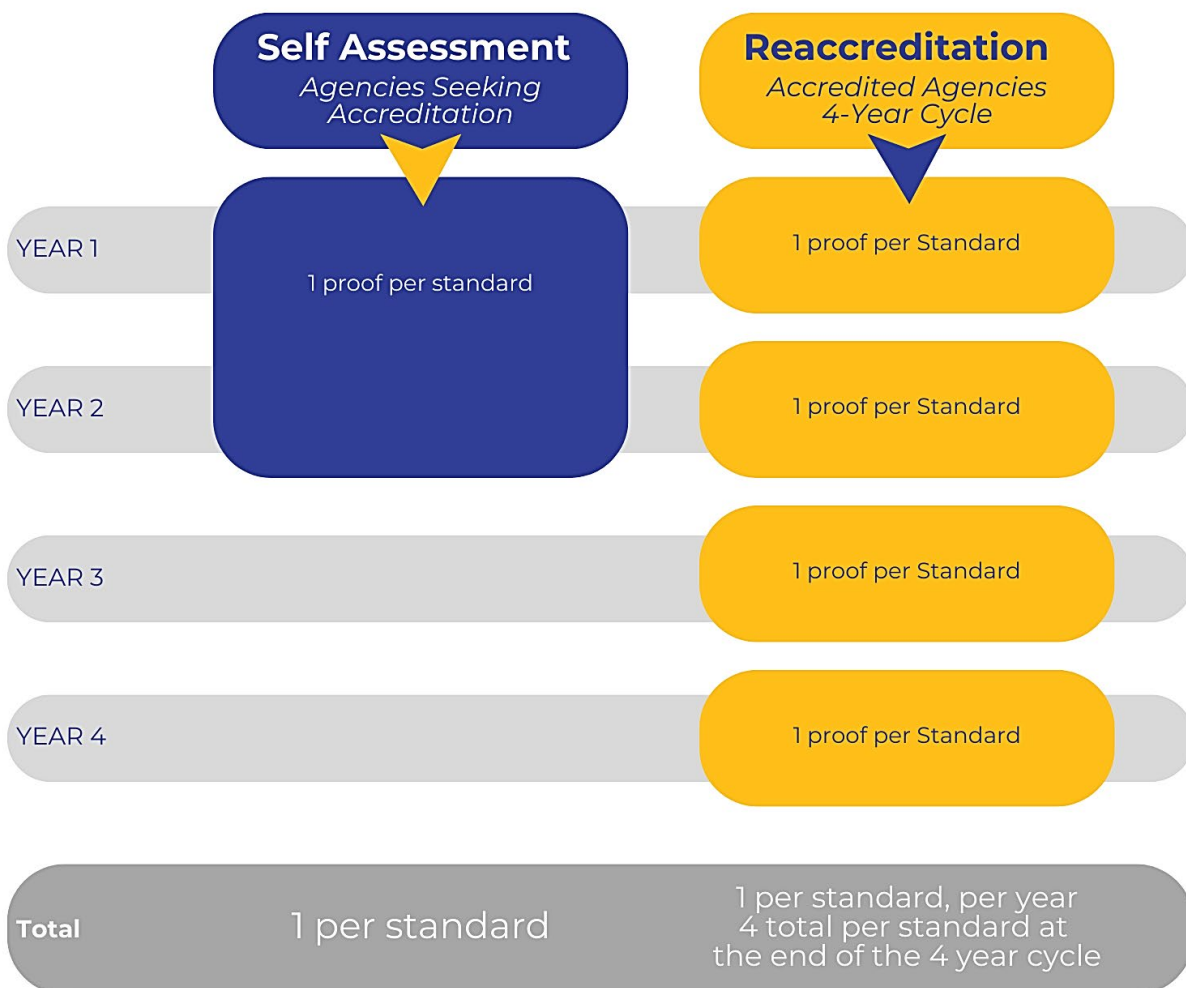 Self Assessment
Agencies Seeking
Accreditation
Reaccreditation
Accredited Agencies
4-Year Cycle
YEAR 1
1 proof per standard
1 proof per Standard
YEAR 2
1 proof per Standard
YEAR 3
1 proof per Standard
YEAR 4
1 proof per Standard
Total
1 per standard
1 per standard, per year
4 total per standard at
the end of the 4 year cycle